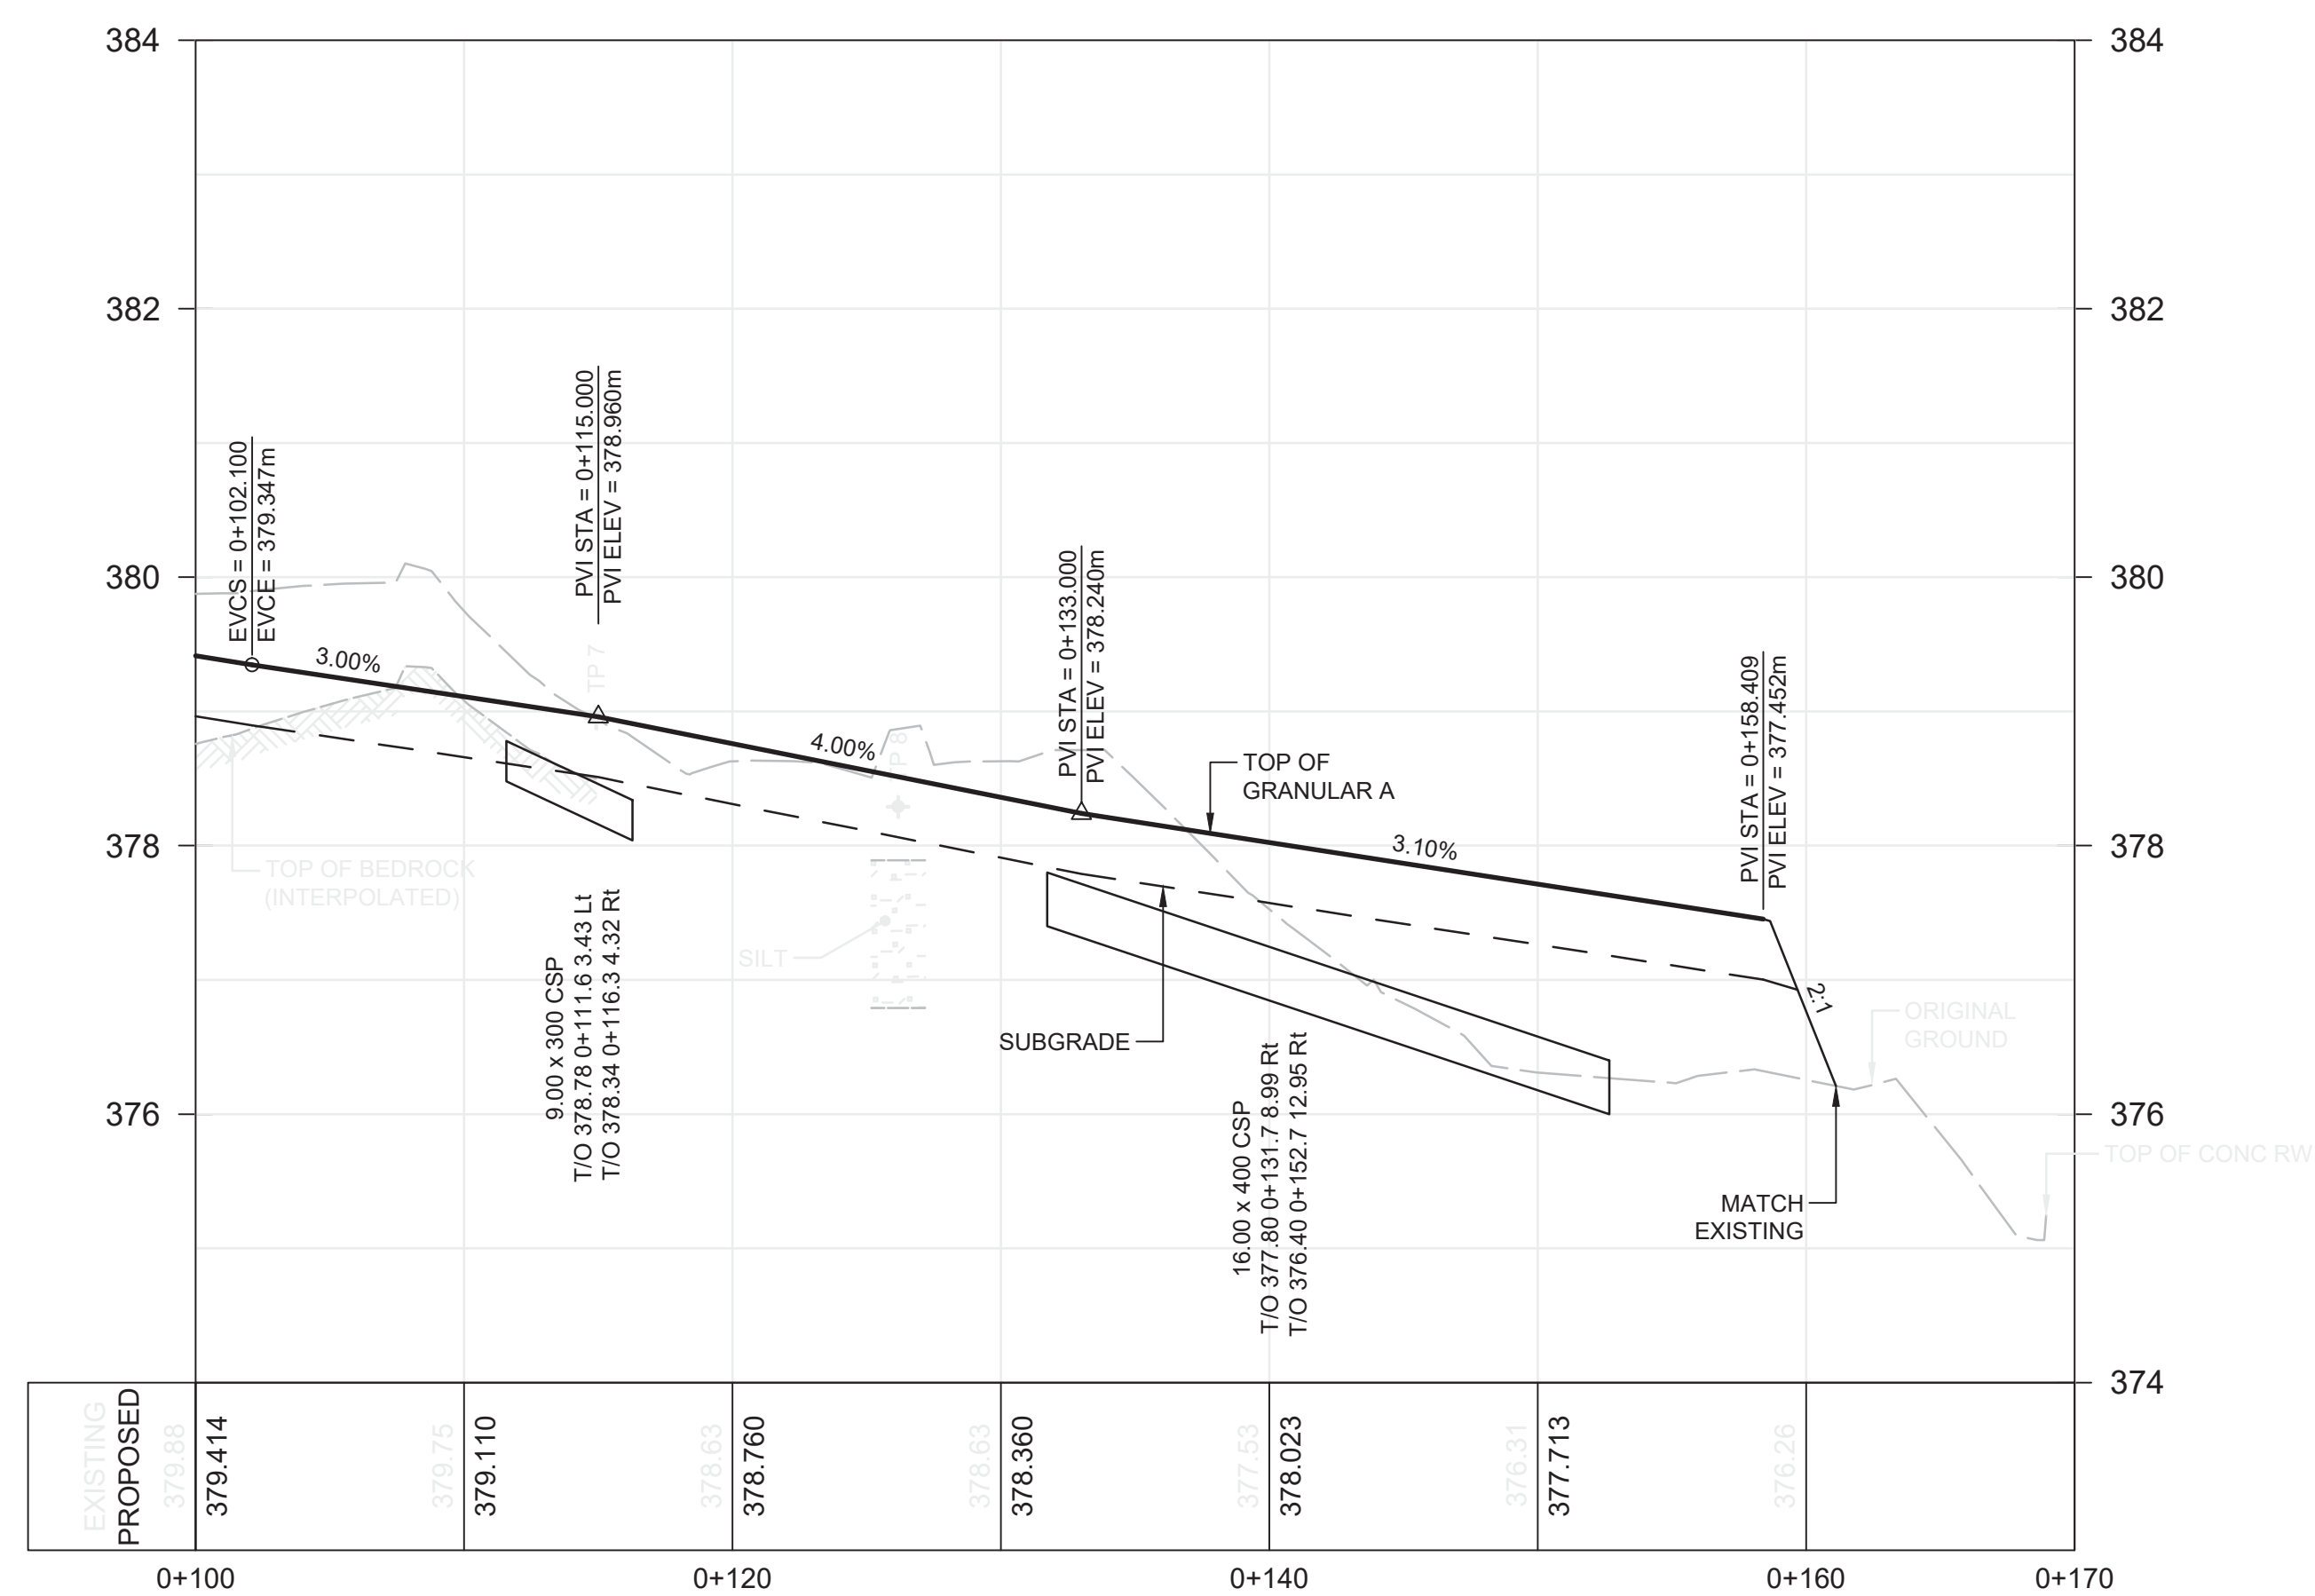 384
384
382
382
380
380
378
378
376
376
374
EVCS = 0+102.100
EVCE = 379.347m
PVI STA = 0+115.000
PVI ELEV = 378.960m
PVI STA = 0+133.000
PVI ELEV = 378.240m
PVI STA = 0+158.409
PVI ELEV = 377.452m
3.00%
4.00%
3.10%
2:1
TP 7
TOP OF
GRANULAR A
TOP OF BEDROCK
(INTERPOLATED)
SILT
SUBGRADE
ORIGINAL
GROUND
TOP OF CONC RW
MATCH
EXISTING
9.00 x 300 CSP
T/O 378.78 0+111.6 3.43 Lt
T/O 378.34 0+116.3 4.32 Rt
16.00 x 400 CSP
T/O 377.80 0+131.7 8.99 Rt
T/O 376.40 0+152.7 12.95 Rt
EXISTING
PROPOSED
379.88
379.414
379.75
379.110
378.63
378.760
378.63
378.360
377.53
378.023
376.31
377.713
376.26
0+100
0+120
0+140
0+160
0+170